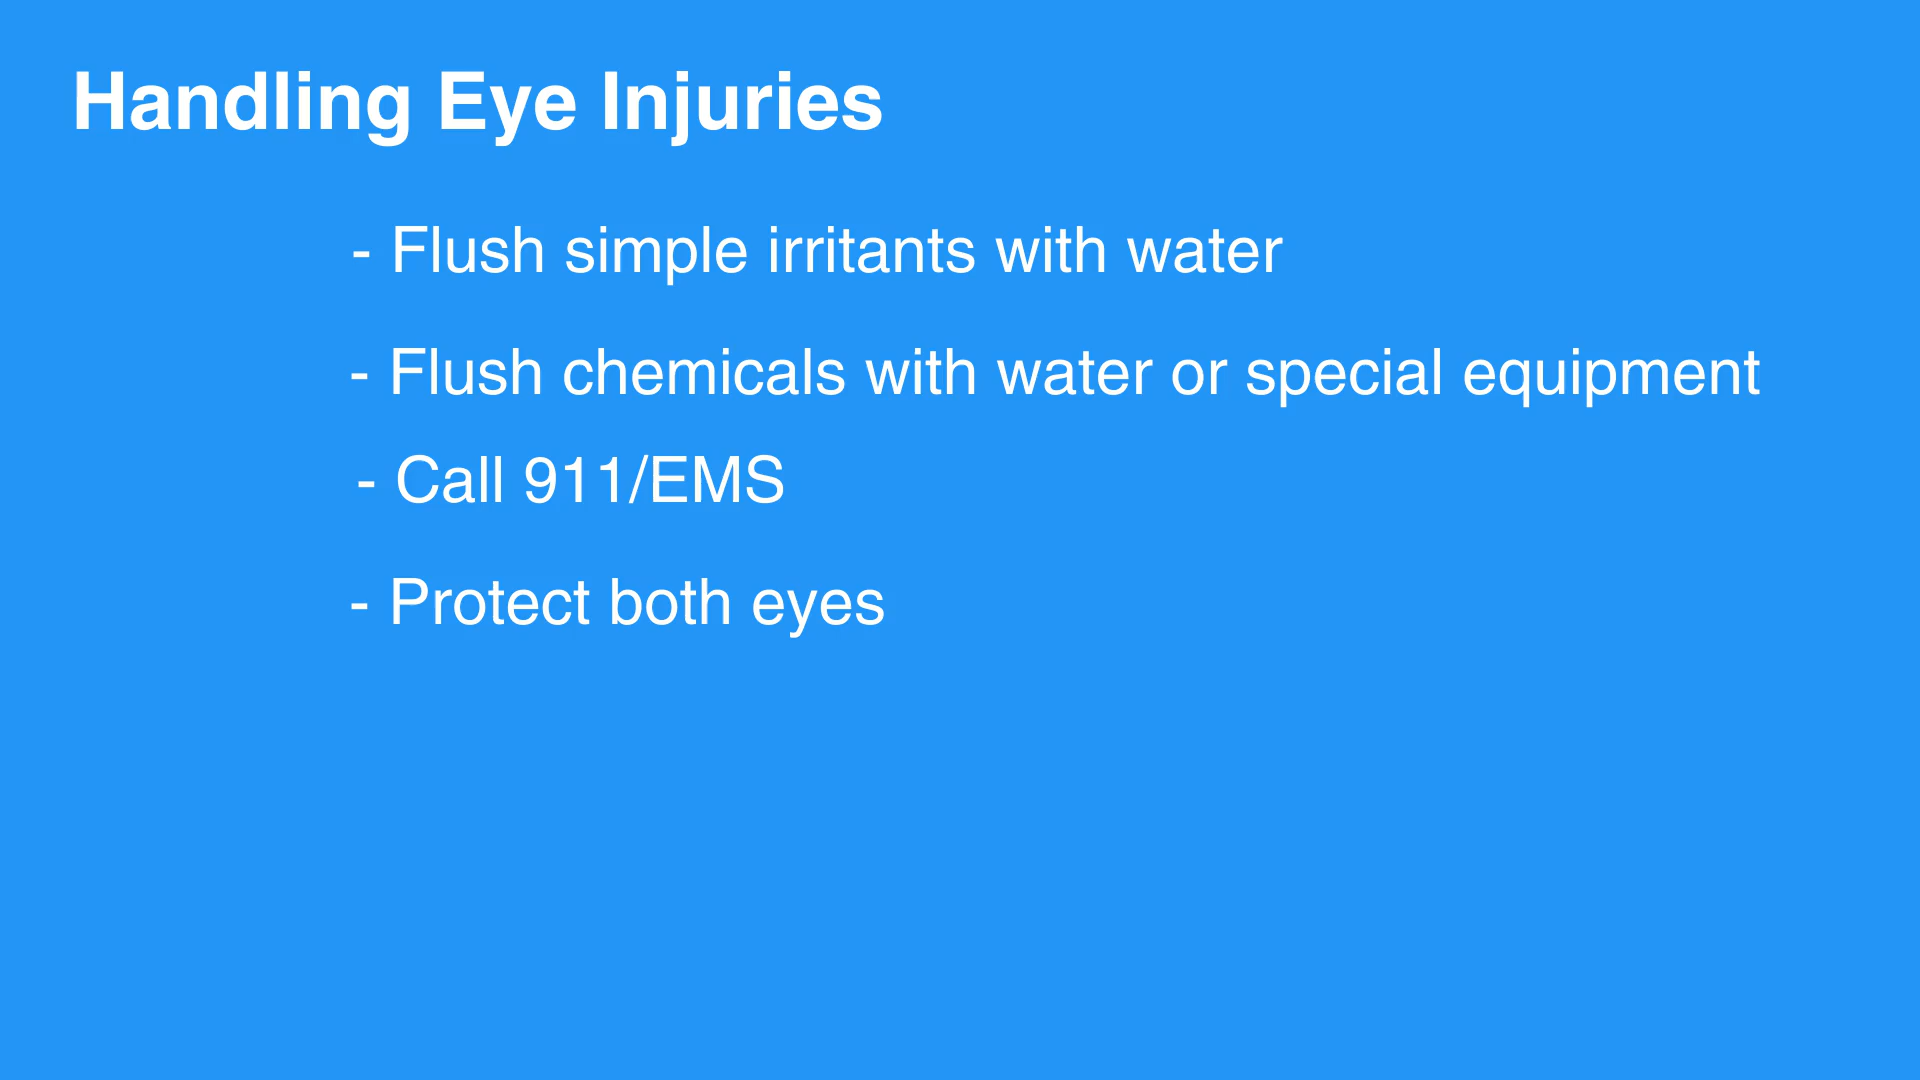 Handling Eye Injuries
- Flush simple irritants with water
- Flush chemicals with water or special equipment
- Call 911/EMS
- Protect both eyes